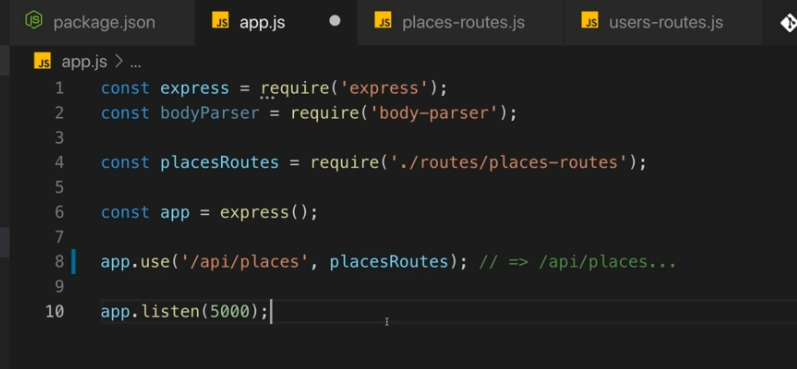 package.json
app.js
places-routes.js
users-routes.js
app.js > ...
1 const express = require('express');
2 const bodyParser = require('body-parser');
3
4 const placesRoutes = require('./routes/places-routes');
5
6 const app = express();
7
8 app.use('/api/places', placesRoutes); // => /api/places...
9
10 app.listen(5000);